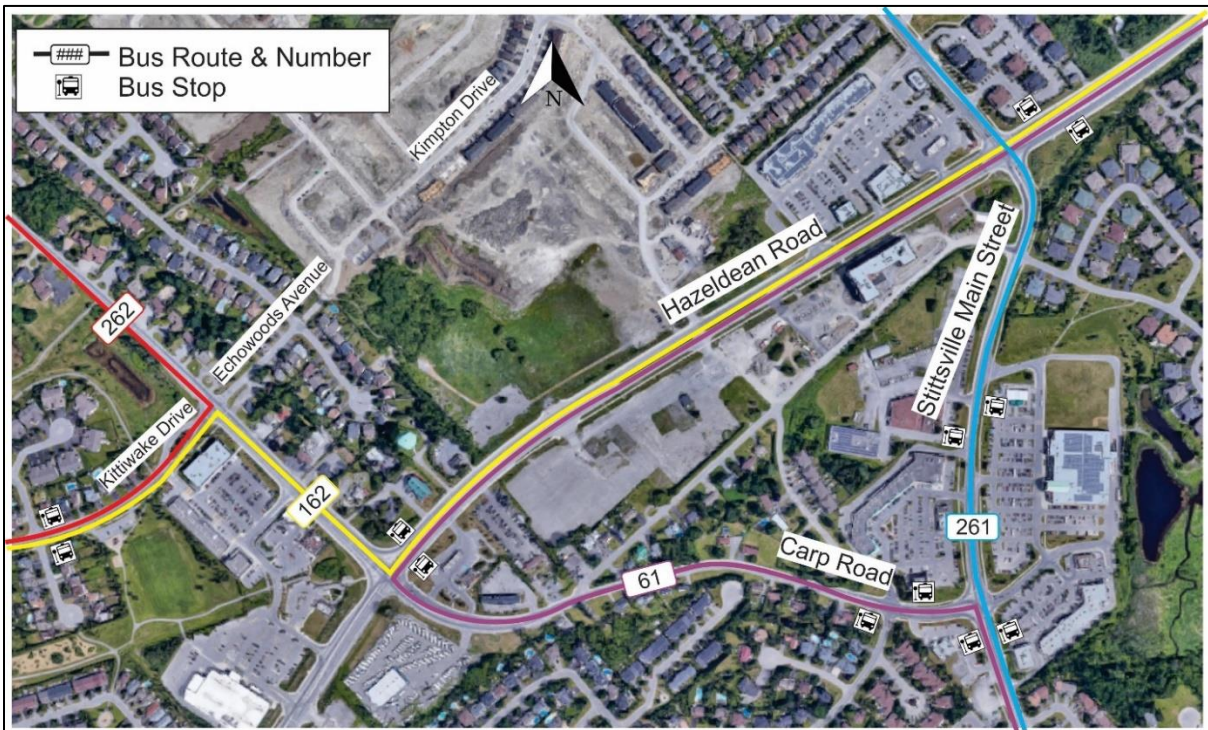 ### Bus Route & Number
Bus Stop
N
Kimpton Drive
Hazeldean Road
Stittsville Main Street
262
Echowoods Avenue
Kittiwake Drive
162
261
Carp Road
61